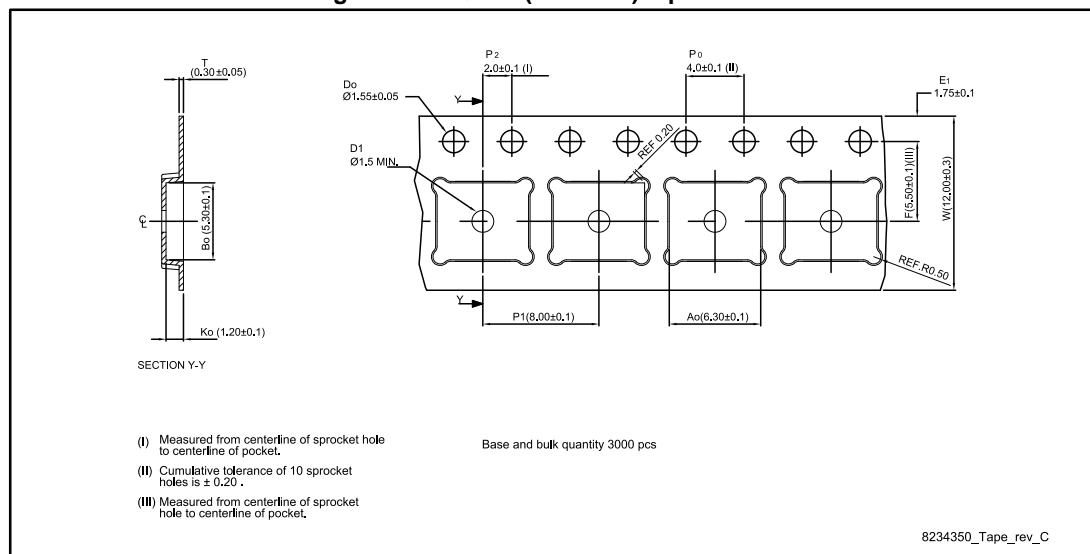 T
(0.30±0.05)
P2
2.0±0.1 (I)
P0
4.0±0.1 (II)
E1
1.75±0.1
Do
Ø1.55±0.05
Y
D1
Ø1.5 MIN.
REF 0.20
F(5.50±0.1)(III)
W(12.00±0.3)
Bo (5.30±0.1)
CL
REF.R0.50
Y
P1(8.00±0.1)
Ao(6.30±0.1)
Ko (1.20±0.1)
SECTION Y-Y
(I) Measured from centerline of sprocket hole
to centerline of pocket.
Base and bulk quantity 3000 pcs
(II) Cumulative tolerance of 10 sprocket
holes is ± 0.20 .
(III) Measured from centerline of sprocket
hole to centerline of pocket.
8234350_Tape_rev_C